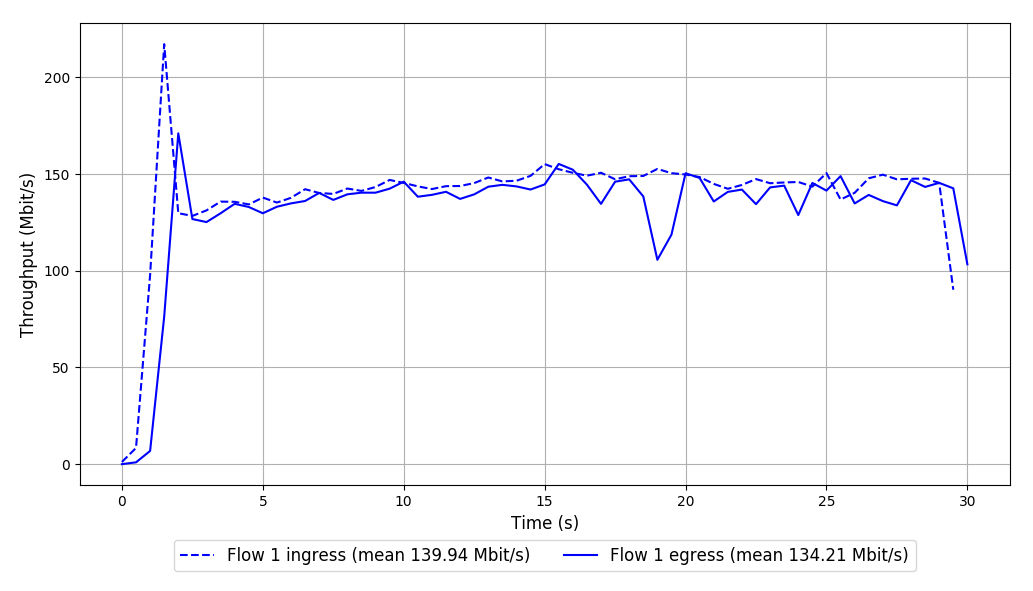 Throughput (Mbit/s)
200
150
100
50
0
0 5 10 15 20 25 30
Time (s)
Flow 1 ingress (mean 139.94 Mbit/s) Flow 1 egress (mean 134.21 Mbit/s)